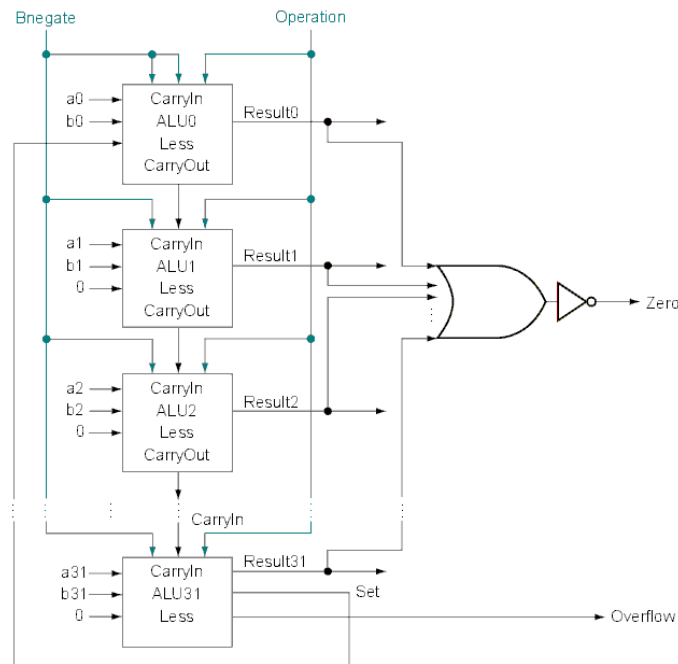 Bnegate Operation
a0 CarryIn Result0
b0 ALU0
Less
CarryOut
a1 CarryIn Result1
b1 ALU1
0 Less
CarryOut
Zero
a2 CarryIn Result2
b2 ALU2
0 Less
CarryOut
CarryIn
a31 CarryIn Result31
b31 ALU31 Set
0 Less Overflow